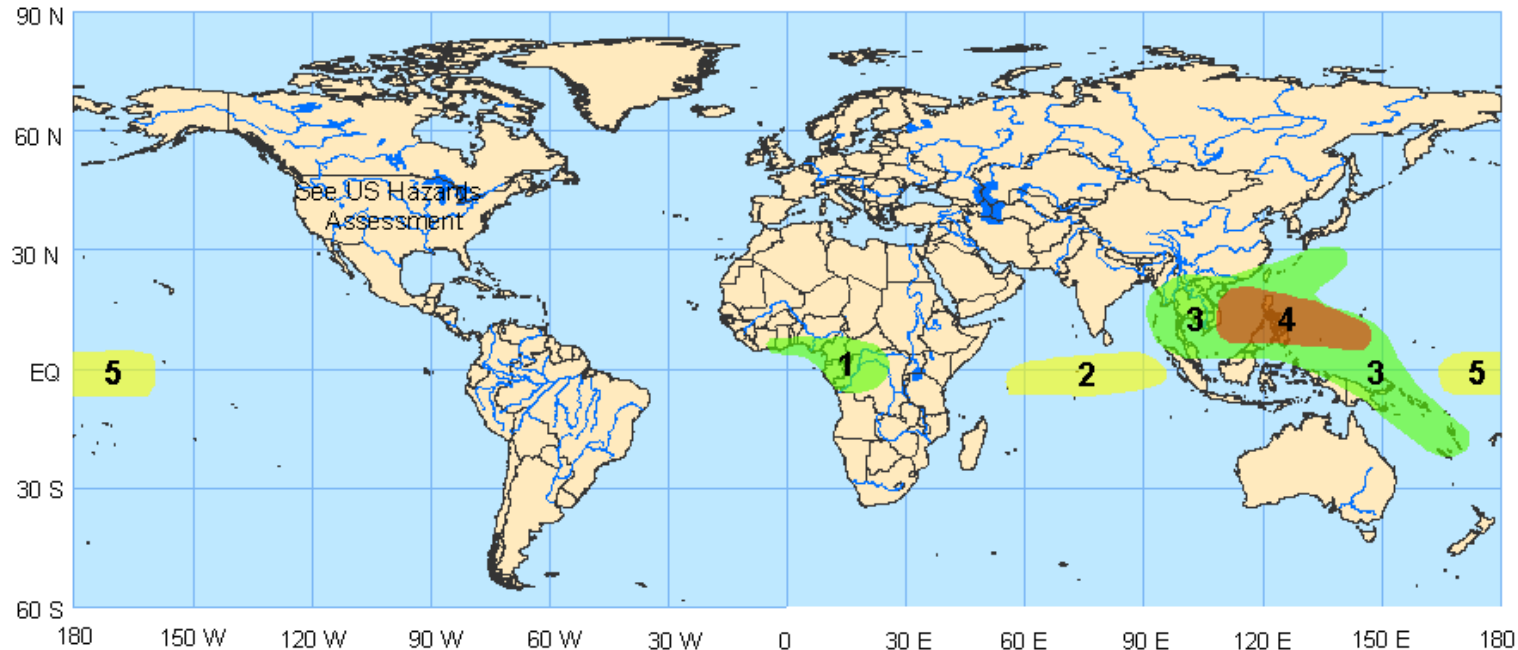 90 N
60 N
See US Hazards
Assessment
30 N
3
4
1
5
EQ
2
3
5
30 S
60 S
180
150 W
120 W
90 W
60 W
30 W
0
30 E
60 E
90 E
120 E
150 E
180